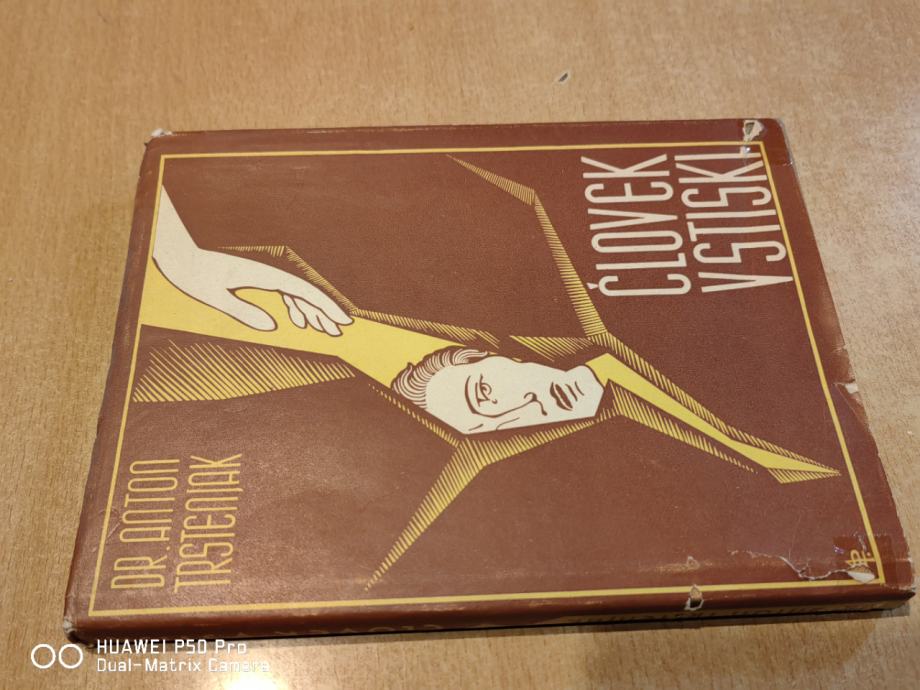 DR. ANTON
TRSTENJAK
ČLOVEK
V STISKI
HUAWEI P50 Pro
Dual-Matrix Camera